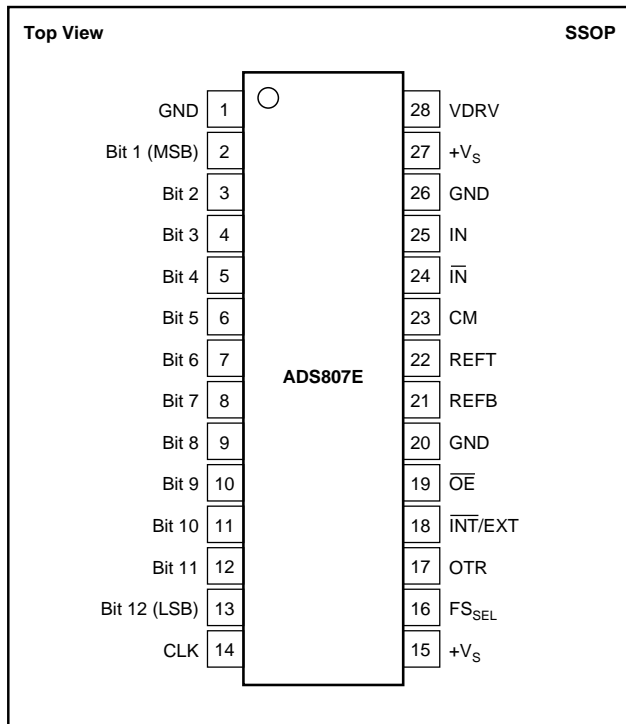 Top View SSOP
GND 1 28 VDRV
Bit 1 (MSB) 2 27 +VS
Bit 2 3 26 GND
Bit 3 4 25 IN
Bit 4 5 24 I̅N̅
Bit 5 6 23 CM
Bit 6 7 22 REFT
ADS807E
Bit 7 8 21 REFB
Bit 8 9 20 GND
Bit 9 10 19 O̅E̅
Bit 10 11 18 I̅N̅T̅/EXT
Bit 11 12 17 OTR
Bit 12 (LSB) 13 16 FSSEL
CLK 14 15 +VS